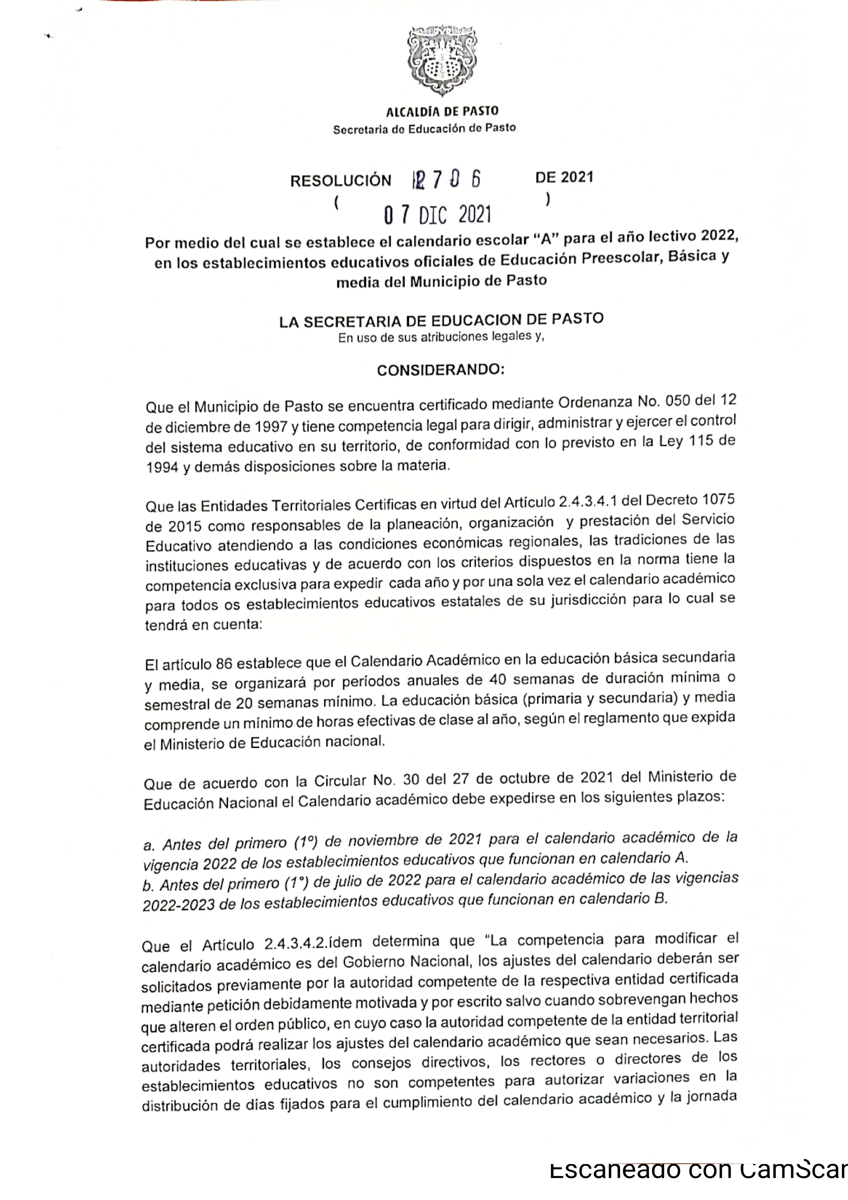 ALCALDÍA DE PASTO
Secretaria de Educación de Pasto
RESOLUCIÓN 2706 DE 2021
( 07 DIC 2021 )
Por medio del cual se establece el calendario escolar “A” para el año lectivo 2022,
en los establecimientos educativos oficiales de Educación Preescolar, Básica y
media del Municipio de Pasto
LA SECRETARIA DE EDUCACION DE PASTO
En uso de sus atribuciones legales y,
CONSIDERANDO:
Que el Municipio de Pasto se encuentra certificado mediante Ordenanza No. 050 del 12
de diciembre de 1997 y tiene competencia legal para dirigir, administrar y ejercer el control
del sistema educativo en su territorio, de conformidad con lo previsto en la Ley 115 de
1994 y demás disposiciones sobre la materia.
Que las Entidades Territoriales Certificas en virtud del Artículo 2.4.3.4.1 del Decreto 1075
de 2015 como responsables de la planeación, organización y prestación del Servicio
Educativo atendiendo a las condiciones económicas regionales, las tradiciones de las
instituciones educativas y de acuerdo con los criterios dispuestos en la norma tiene la
competencia exclusiva para expedir cada año y por una sola vez el calendario académico
para todos os establecimientos educativos estatales de su jurisdicción para lo cual se
tendrá en cuenta:
El artículo 86 establece que el Calendario Académico en la educación básica secundaria
y media, se organizará por períodos anuales de 40 semanas de duración mínima o
semestral de 20 semanas mínimo. La educación básica (primaria y secundaria) y media
comprende un mínimo de horas efectivas de clase al año, según el reglamento que expida
el Ministerio de Educación nacional.
Que de acuerdo con la Circular No. 30 del 27 de octubre de 2021 del Ministerio de
Educación Nacional el Calendario académico debe expedirse en los siguientes plazos:
a. Antes del primero (1º) de noviembre de 2021 para el calendario académico de la
vigencia 2022 de los establecimientos educativos que funcionan en calendario A.
b. Antes del primero (1°) de julio de 2022 para el calendario académico de las vigencias
2022-2023 de los establecimientos educativos que funcionan en calendario B.
Que el Artículo 2.4.3.4.2.ídem determina que “La competencia para modificar el
calendario académico es del Gobierno Nacional, los ajustes del calendario deberán ser
solicitados previamente por la autoridad competente de la respectiva entidad certificada
mediante petición debidamente motivada y por escrito salvo cuando sobrevengan hechos
que alteren el orden público, en cuyo caso la autoridad competente de la entidad territorial
certificada podrá realizar los ajustes del calendario académico que sean necesarios. Las
autoridades territoriales, los consejos directivos, los rectores o directores de los
establecimientos educativos no son competentes para autorizar variaciones en la
distribución de días fijados para el cumplimiento del calendario académico y la jornada
Escaneado con CamScan